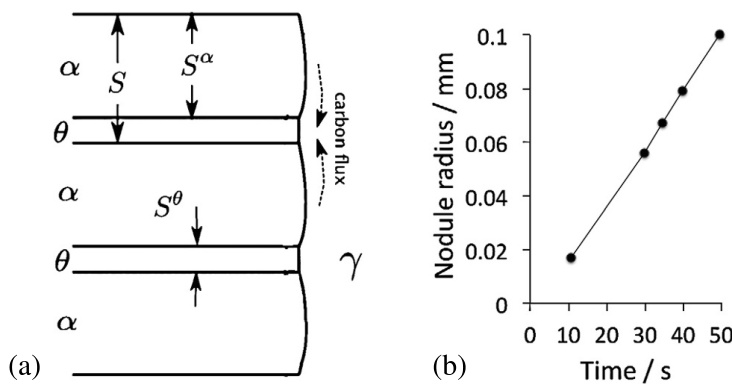 α
S
S^α
θ
α
S^θ
θ
α
γ
carbon flux
(a)
Nodule radius / mm
0.1
0.08
0.06
0.04
0.02
0
0 10 20 30 40 50
Time / s
(b)